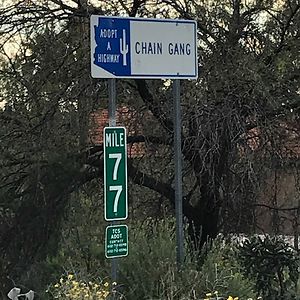 ADOPT
A
HIGHWAY
CHAIN GANG
MILE
7
7
TCS
ADOT